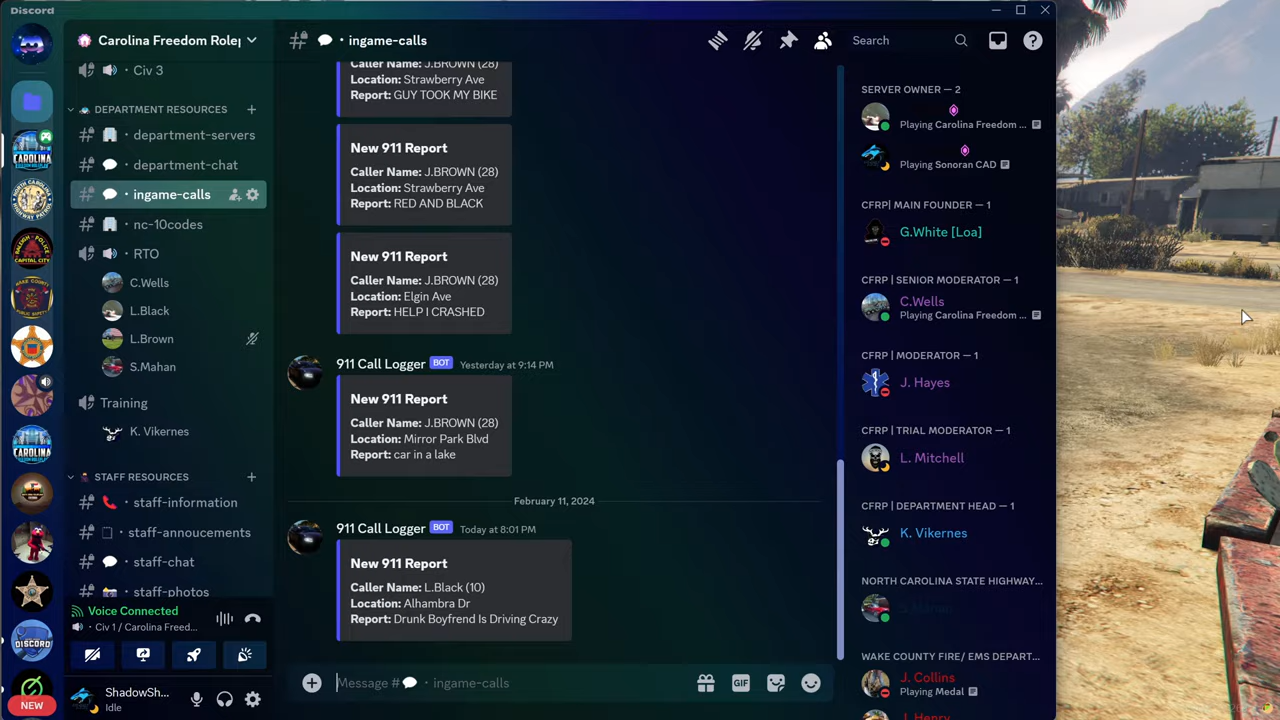 Discord
Carolina Freedom Rolep
Civ 3
DEPARTMENT RESOURCES
department-servers
department-chat
ingame-calls
nc-10codes
RTO
C.Wells
L.Black
L.Brown
S.Mahan
Training
K. Vikernes
STAFF RESOURCES
staff-information
staff-annoucements
staff-chat
staff-photos
Voice Connected
Civ 1 / Carolina Freed...
ShadowSh...
Idle
NEW
ingame-calls
Search
Caller Name: J.BROWN (28)
Location: Strawberry Ave
Report: GUY TOOK MY BIKE
New 911 Report
Caller Name: J.BROWN (28)
Location: Strawberry Ave
Report: RED AND BLACK
New 911 Report
Caller Name: J.BROWN (28)
Location: Elgin Ave
Report: HELP I CRASHED
911 Call Logger BOT Yesterday at 9:14 PM
New 911 Report
Caller Name: J.BROWN (28)
Location: Mirror Park Blvd
Report: car in a lake
February 11, 2024
911 Call Logger BOT Today at 8:01 PM
New 911 Report
Caller Name: L.Black (10)
Location: Alhambra Dr
Report: Drunk Boyfrend Is Driving Crazy
Message # ingame-calls
GIF
SERVER OWNER — 2
Playing Carolina Freedom ...
Playing Sonoran CAD
CFRP| MAIN FOUNDER — 1
G.White [Loa]
CFRP | SENIOR MODERATOR — 1
C.Wells
Playing Carolina Freedom ...
CFRP | MODERATOR — 1
J. Hayes
CFRP | TRIAL MODERATOR — 1
L. Mitchell
CFRP | DEPARTMENT HEAD — 1
K. Vikernes
NORTH CAROLINA STATE HIGHWAY...
S.Mahan
WAKE COUNTY FIRE/ EMS DEPART...
J. Collins
Playing Medal
J. Henry